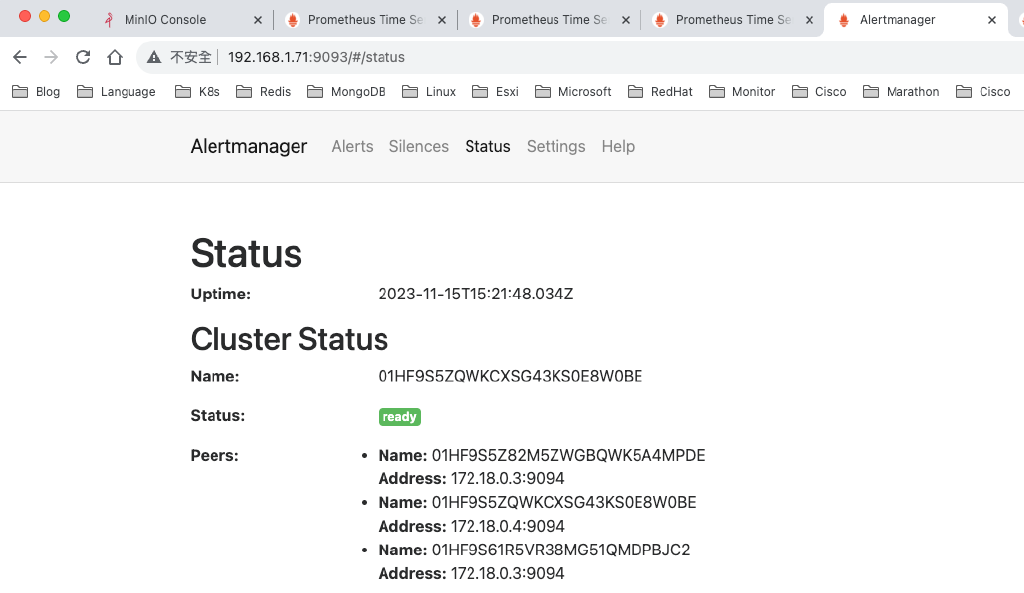 MinIO Console
Prometheus Time Se
Prometheus Time Se
Prometheus Time Se
Alertmanager
不安全 192.168.1.71:9093/#/status
Blog Language K8s Redis MongoDB Linux Esxi Microsoft RedHat Monitor Cisco Marathon Cisco
Alertmanager Alerts Silences Status Settings Help
Status
Uptime: 2023-11-15T15:21:48.034Z
Cluster Status
Name: 01HF9S5ZQWKCXSG43KS0E8W0BE
Status: ready
Peers: • Name: 01HF9S5Z82M5ZWGBQWK5A4MPDE
Address: 172.18.0.3:9094
• Name: 01HF9S5ZQWKCXSG43KS0E8W0BE
Address: 172.18.0.4:9094
• Name: 01HF9S61R5VR38MG51QMDPBJC2
Address: 172.18.0.3:9094